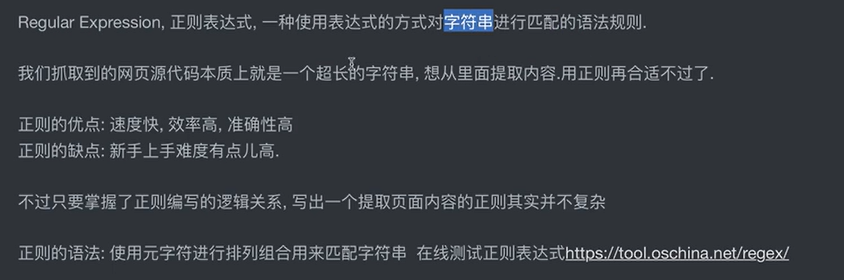 Regular Expression, 正则表达式, 一种使用表达式的方式对字符串进行匹配的语法规则.
我们抓取到的网页源代码本质上就是一个超长的字符串, 想从里面提取内容.用正则再合适不过了.
正则的优点: 速度快, 效率高, 准确性高
正则的缺点: 新手上手难度有点儿高.
不过只要掌握了正则编写的逻辑关系, 写出一个提取页面内容的正则其实并不复杂
正则的语法: 使用元字符进行排列组合用来匹配字符串 在线测试正则表达式https://tool.oschina.net/regex/